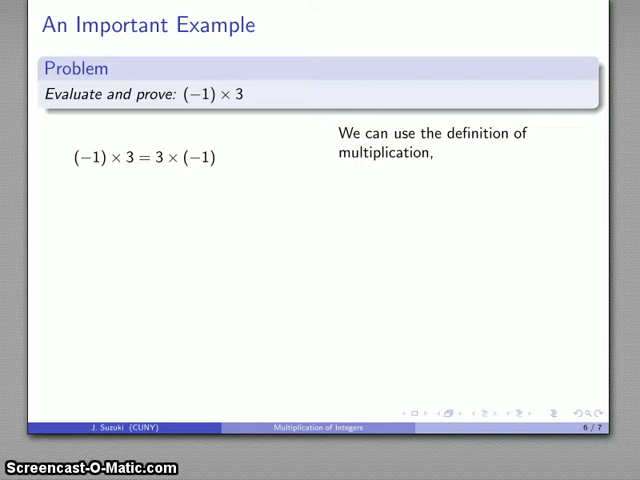 An Important Example
Problem
Evaluate and prove: (−1) × 3
We can use the definition of
multiplication,
(−1) × 3 = 3 × (−1)
J. Suzuki (CUNY)
Multiplication of Integers
6 / 7
Screencast-O-Matic.com